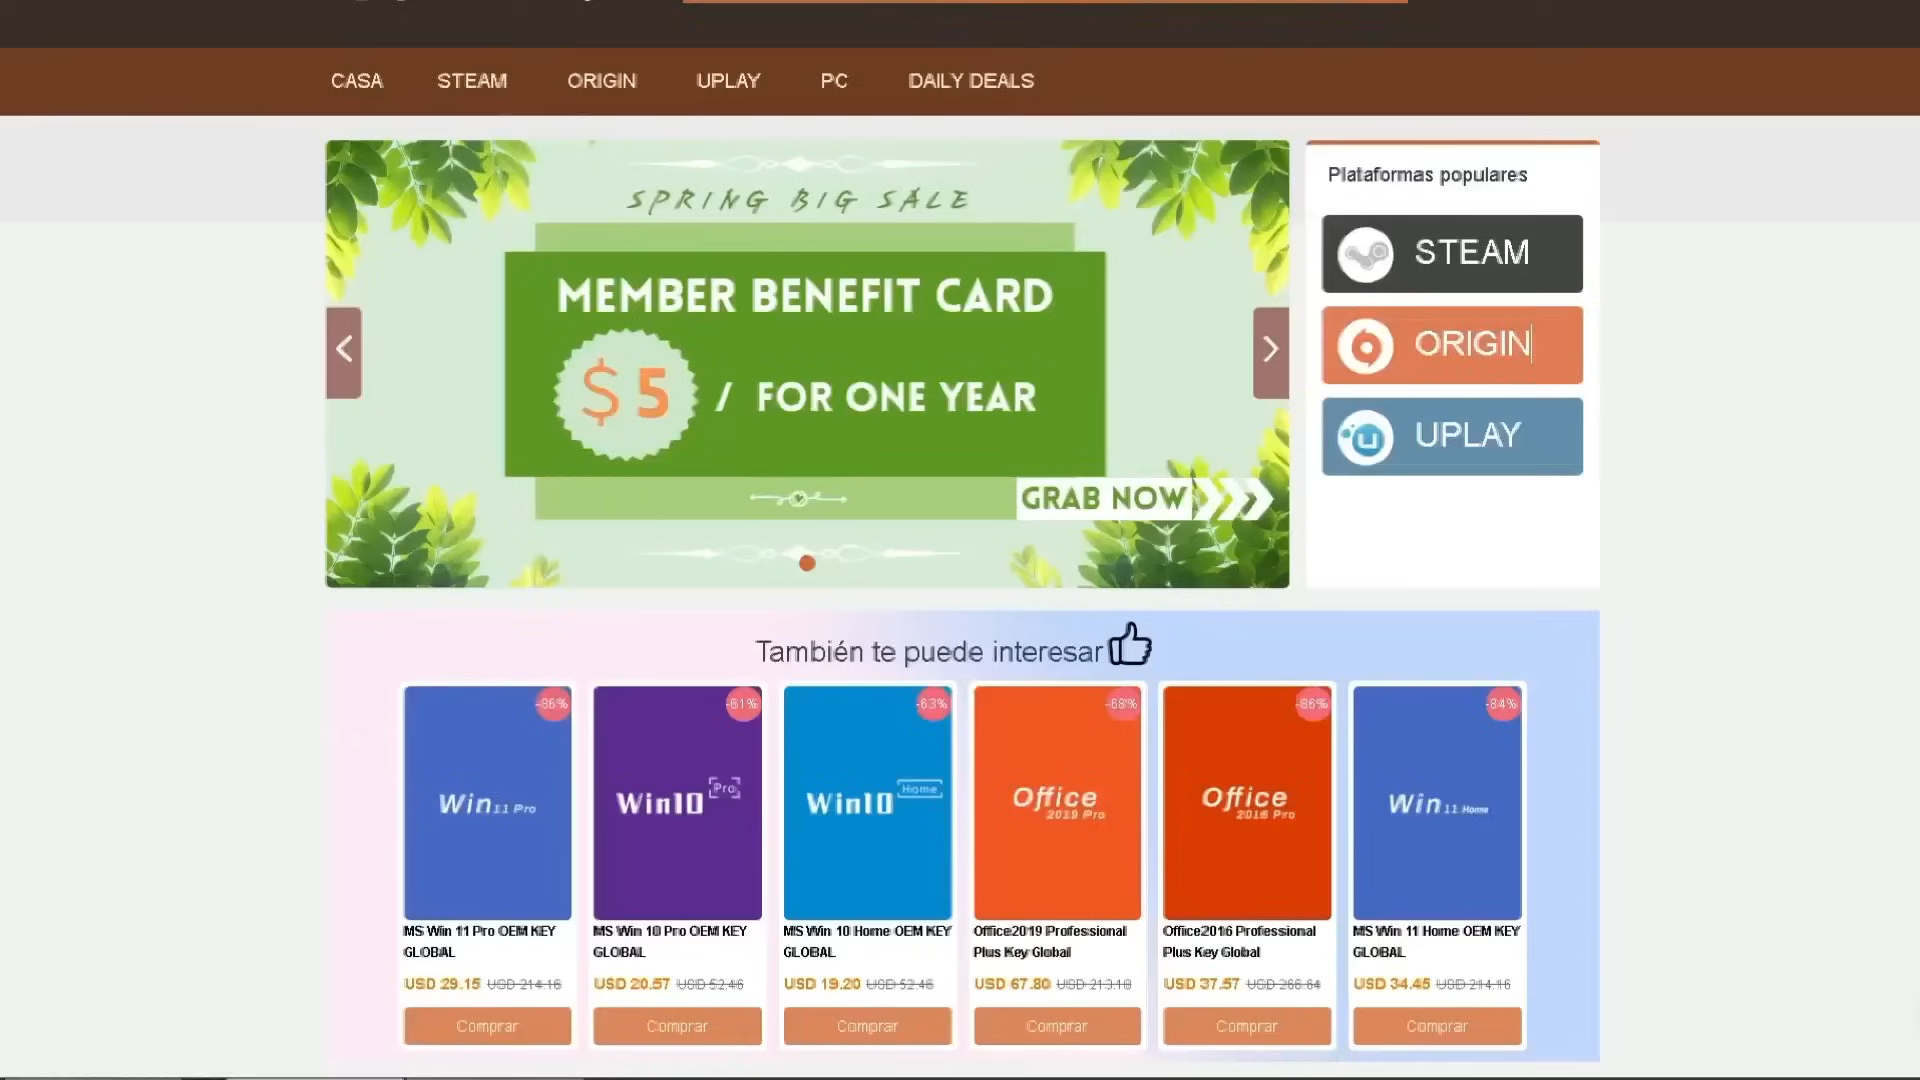 CASA STEAM ORIGIN UPLAY PC DAILY DEALS
SPRING BIG SALE
MEMBER BENEFIT CARD
$5 / FOR ONE YEAR
GRAB NOW
Plataformas populares
STEAM
ORIGIN
UPLAY
También te puede interesar
-86% -61% -63% -68% -86% -84%
Win 11 Pro
Win10 Pro
Win10 Home
Office 2019 Pro
Office 2016 Pro
Win 11 Home
MS Win 11 Pro OEM KEY
GLOBAL
USD 29.15 USD 214.16
Comprar
MS Win 10 Pro OEM KEY
GLOBAL
USD 20.57 USD 52.46
Comprar
MS Win 10 Home OEM KEY
GLOBAL
USD 19.20 USD 52.46
Comprar
Office2019 Professional
Plus Key Global
USD 67.80 USD 213.10
Comprar
Office2016 Professional
Plus Key Global
USD 37.57 USD 266.64
Comprar
MS Win 11 Home OEM KEY
GLOBAL
USD 34.45 USD 214.16
Comprar